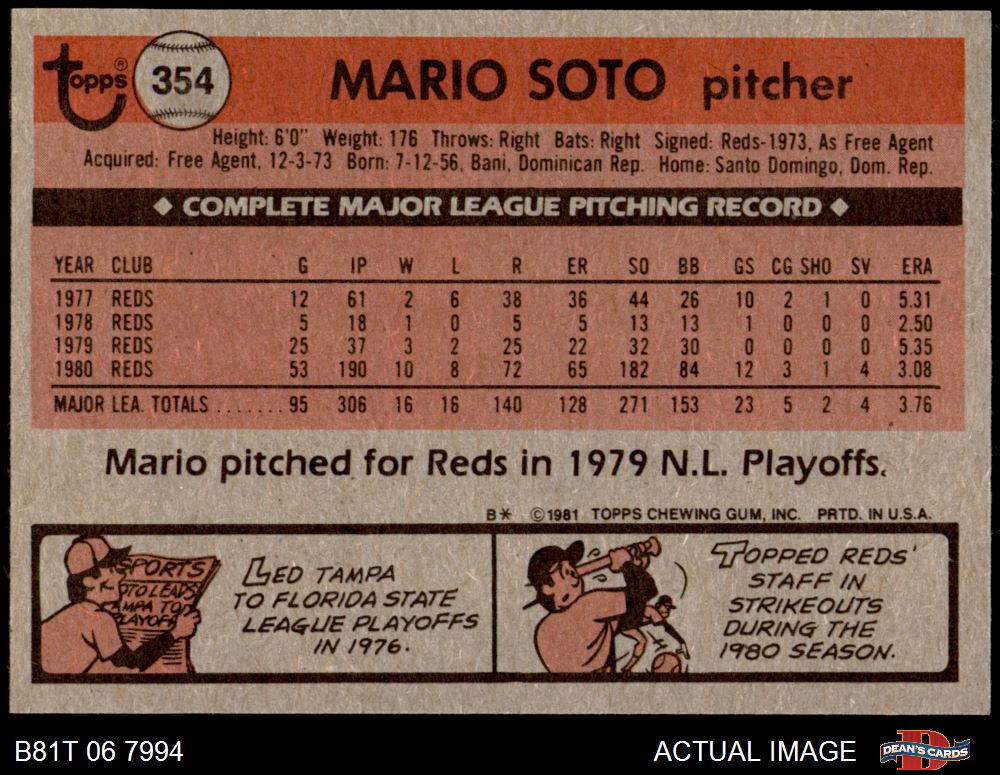 Topps® 354 MARIO SOTO pitcher
Height: 6'0" Weight: 176 Throws: Right Bats: Right Signed: Reds-1973, As Free Agent
Acquired: Free Agent, 12-3-73 Born: 7-12-56, Bani, Dominican Rep. Home: Santo Domingo, Dom. Rep.
◆ COMPLETE MAJOR LEAGUE PITCHING RECORD ◆
YEAR CLUB G IP W L R ER SO BB GS CG SHO SV ERA
1977 REDS 12 61 2 6 38 36 44 26 10 2 1 0 5.31
1978 REDS 5 18 1 0 5 5 13 13 1 0 0 0 2.50
1979 REDS 25 37 3 2 25 22 32 30 0 0 0 0 5.35
1980 REDS 53 190 10 8 72 65 182 84 12 3 1 4 3.08
MAJOR LEA. TOTALS ....... 95 306 16 16 140 128 271 153 23 5 2 4 3.76
Mario pitched for Reds in 1979 N.L. Playoffs.
B* ©1981 TOPPS CHEWING GUM, INC. PRTD. IN U.S.A.
SPORTS
OTO LEADS
AMPA TO
PLAYOFF
LED TAMPA
TO FLORIDA STATE
LEAGUE PLAYOFFS
IN 1976.
TOPPED REDS'
STAFF IN
STRIKEOUTS
DURING THE
1980 SEASON.
B81T 06 7994 ACTUAL IMAGE DEAN'S CARDS